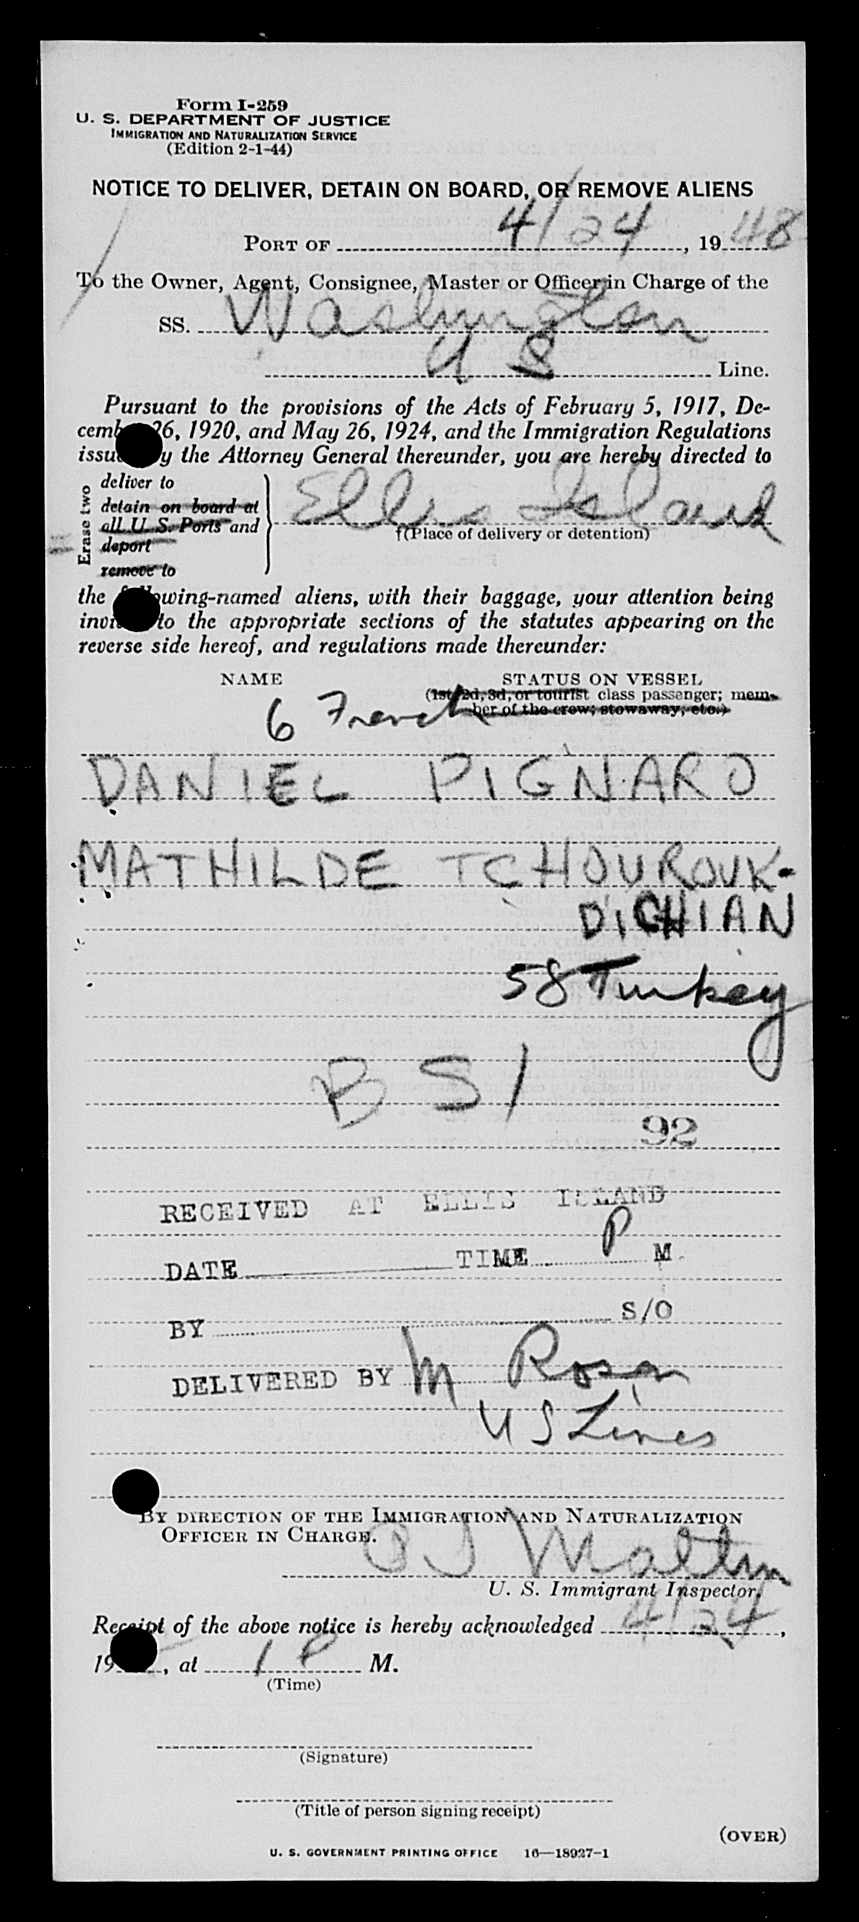 Form I-259
U. S. DEPARTMENT OF JUSTICE
IMMIGRATION AND NATURALIZATION SERVICE
(Edition 2-1-44)
NOTICE TO DELIVER, DETAIN ON BOARD, OR REMOVE ALIENS
PORT OF 4/24, 1948
To the Owner, Agent, Consignee, Master or Officer in Charge of the
SS. Washington
U S Line.
Pursuant to the provisions of the Acts of February 5, 1917, De-
cemb 26, 1920, and May 26, 1924, and the Immigration Regulations
issu y the Attorney General thereunder, you are hereby directed to
Erase two
deliver to
detain on board at
all U. S. Ports and
deport
remove to
Ellis Island
†(Place of delivery or detention)
the f owing-named aliens, with their baggage, your attention being
invi to the appropriate sections of the statutes appearing on the
reverse side hereof, and regulations made thereunder:
NAME STATUS ON VESSEL
(1st, 2d, 3d, or tourist class passenger; mem-
ber of the crew; stowaway, etc.)
6 French
DANIEL PIGNARD
MATHILDE TCHOUROUK-
DICHIAN
58 Turkey
B S I
92
RECEIVED AT ELLIS ISLAND
DATE TIME P M.
BY S/O
DELIVERED BY M Rosa
U S Lines
BY DIRECTION OF THE IMMIGRATION AND NATURALIZATION
OFFICER IN CHARGE.
U. S. Immigrant Inspector.
Receipt of the above notice is hereby acknowledged 4/24,
19 , at 1 P M.
(Time)
(Signature)
(Title of person signing receipt)
(OVER)
U. S. GOVERNMENT PRINTING OFFICE 16—18927-1